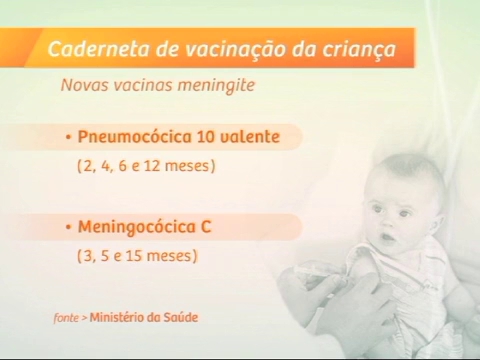 Caderneta de vacinação da criança
Novas vacinas meningite
• Pneumocócica 10 valente
(2, 4, 6 e 12 meses)
• Meningocócica C
(3, 5 e 15 meses)
fonte > Ministério da Saúde